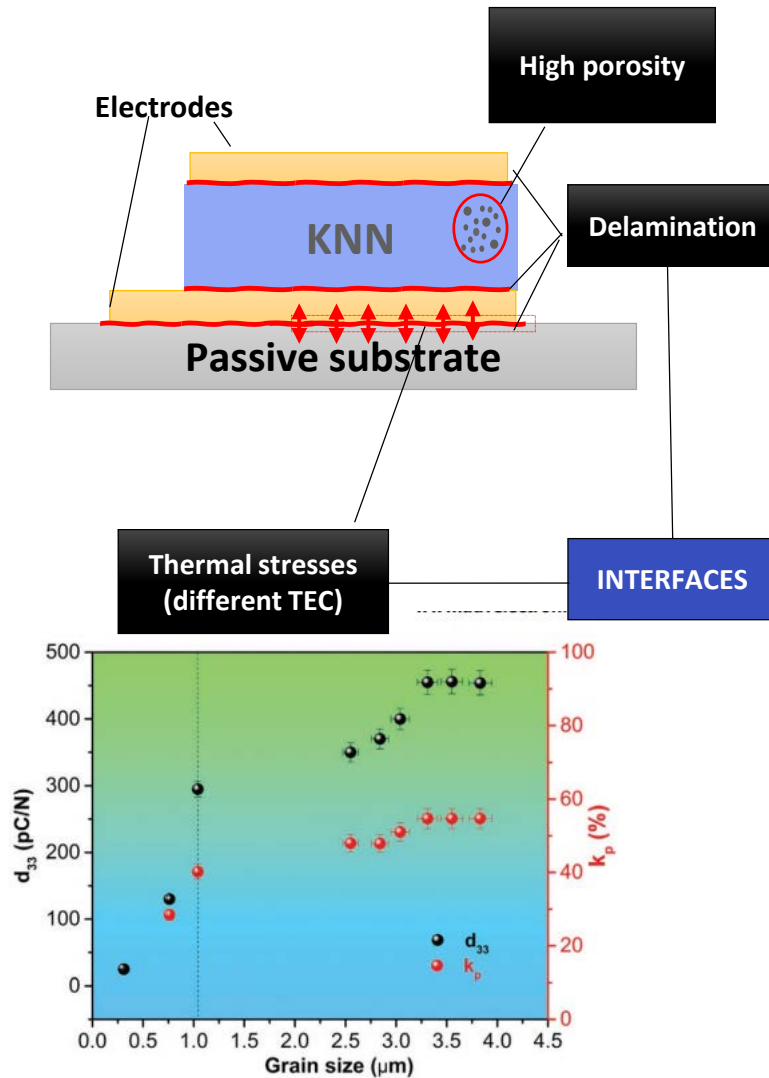 High porosity
Electrodes
KNN
Delamination
Passive substrate
Thermal stresses
(different TEC)
INTERFACES
500
400
300
200
100
0
d₃₃ (pC/N)
100
80
60
40
20
0
kₚ (%)
d₃₃
kₚ
0.0 0.5 1.0 1.5 2.0 2.5 3.0 3.5 4.0 4.5
Grain size (μm)